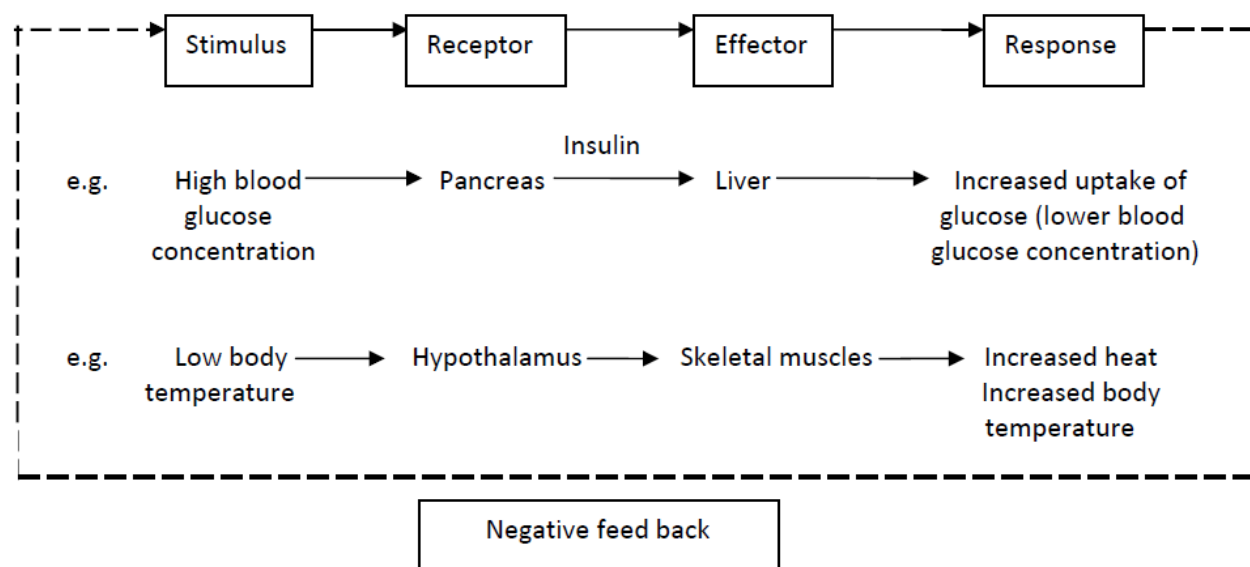 Stimulus Receptor Effector Response
Insulin
e.g. High blood Pancreas Liver Increased uptake of
glucose glucose (lower blood
concentration glucose concentration)
e.g. Low body Hypothalamus Skeletal muscles Increased heat
temperature Increased body
temperature
Negative feed back